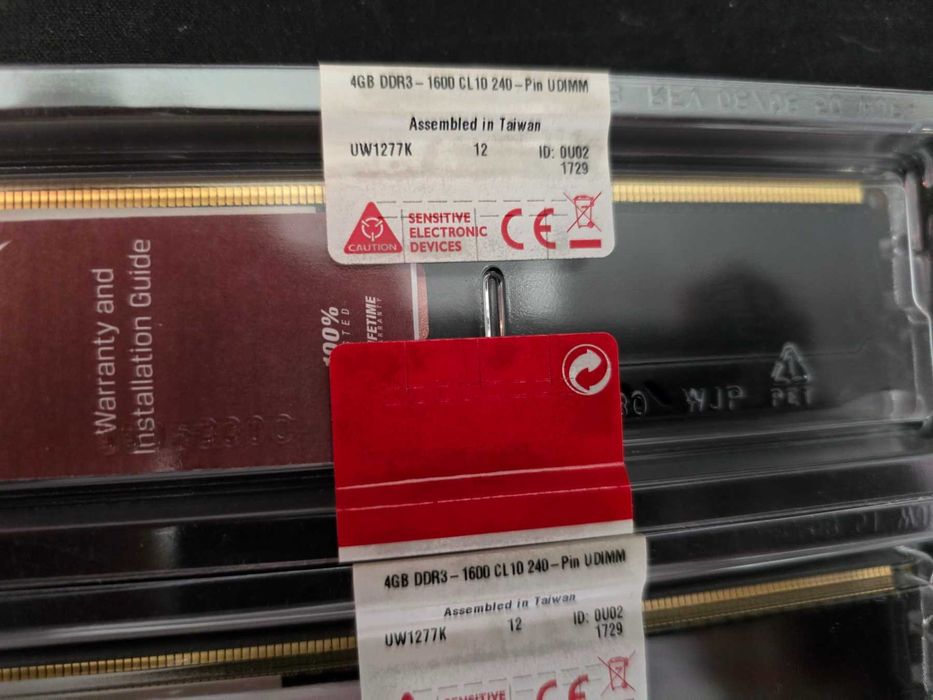 4GB DDR3-1600 CL10 240-Pin UDIMM
Assembled in Taiwan
UW1277K 12 ID: 0U02
1729
CAUTION
SENSITIVE
ELECTRONIC
DEVICES
CE
Warranty and
Installation Guide
100%
WJP PET
4GB DDR3-1600 CL10 240-Pin UDIMM
Assembled in Taiwan
UW1277K 12 ID: 0U02
1729
SENSITIVE
CE